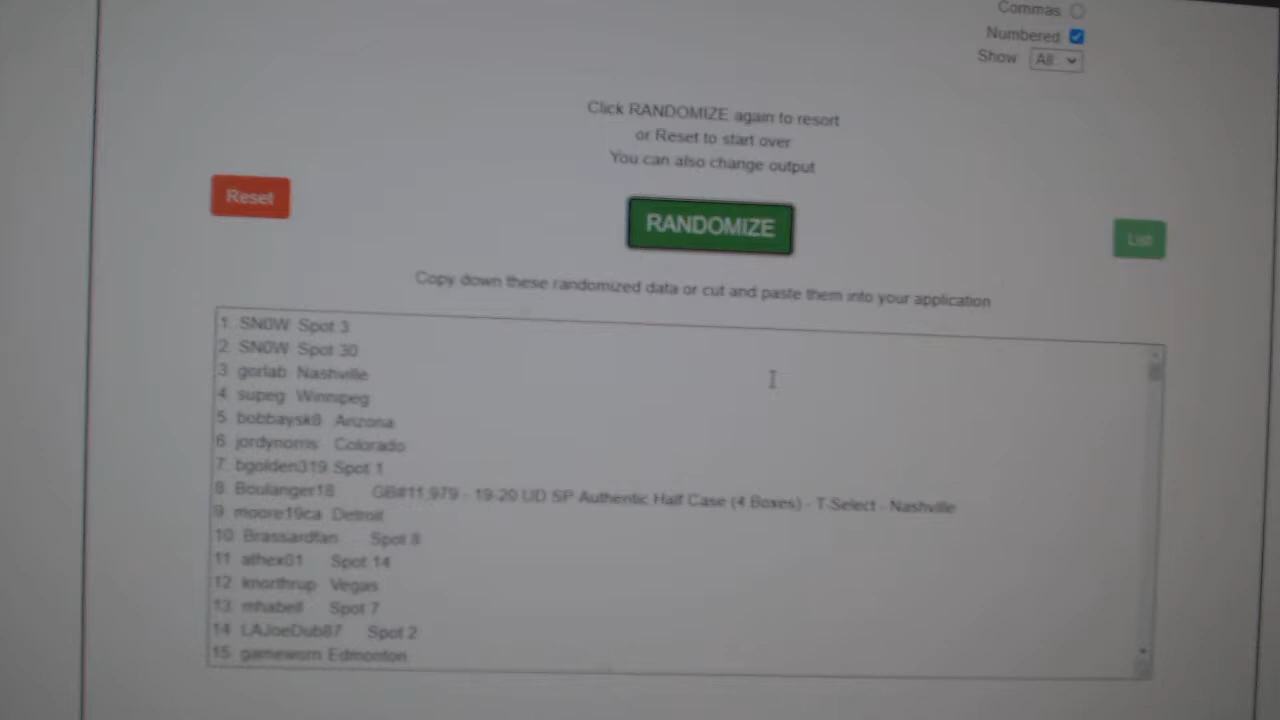 Commas
Numbered
Show All
Click RANDOMIZE again to resort
or Reset to start over
You can also change output
Reset
RANDOMIZE
List
Copy down these randomized data or cut and paste them into your application
1. SN0W Spot 3
2. SN0W Spot 30
3. gorlab Nashville
4. supeg Winnipeg
5. bobbaysk8 Arizona
6. jordynorris Colorado
7. bgolden319 Spot 1
8. Boulanger18 GB#11,979 - 19-20 UD SP Authentic Half Case (4 Boxes) - T-Select - Nashville
9. moore19ca Detroit
10. Brassardfan Spot 8
11. athex01 Spot 14
12. knorthrup Vegas
13. mhabell Spot 7
14. LAJoeDub87 Spot 2
15. gameworn Edmonton